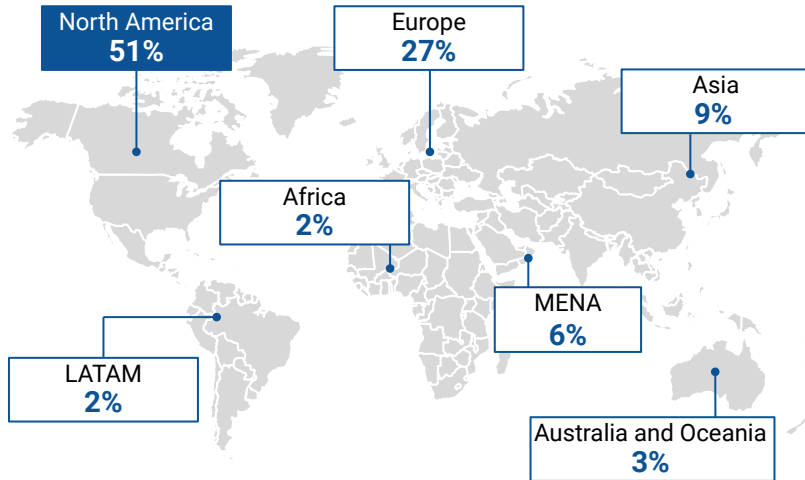 North America
51%
Europe
27%
Asia
9%
Africa
2%
MENA
6%
LATAM
2%
Australia and Oceania
3%